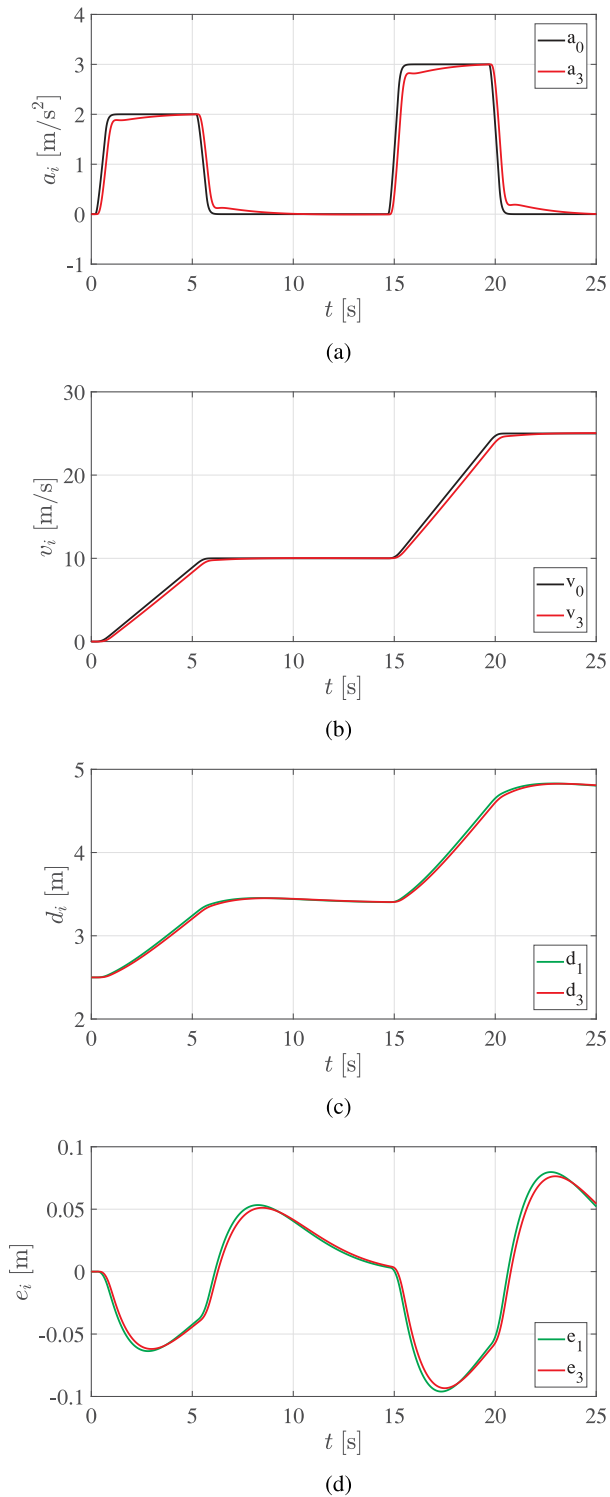 4
3
2
1
0
-1
a_i [m/s^2]
a_0
a_3
0 5 10 15 20 25
t [s]
(a)
30
20
10
0
v_i [m/s]
v_0
v_3
0 5 10 15 20 25
t [s]
(b)
5
4
3
2
d_i [m]
d_1
d_3
0 5 10 15 20 25
t [s]
(c)
0.1
0.05
0
-0.05
-0.1
e_i [m]
e_1
e_3
0 5 10 15 20 25
t [s]
(d)